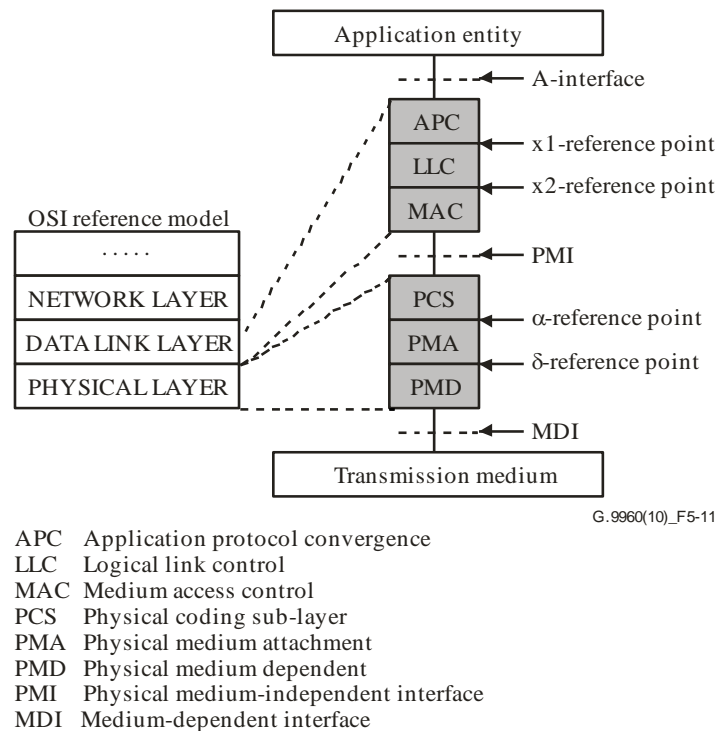 Application entity
A-interface
APC
x1-reference point
LLC
x2-reference point
MAC
OSI reference model
.....
PMI
NETWORK LAYER
PCS
α-reference point
DATA LINK LAYER
PMA
δ-reference point
PHYSICAL LAYER
PMD
MDI
Transmission medium
G.9960(10)_F5-11
APC Application protocol convergence
LLC Logical link control
MAC Medium access control
PCS Physical coding sub-layer
PMA Physical medium attachment
PMD Physical medium dependent
PMI Physical medium-independent interface
MDI Medium-dependent interface